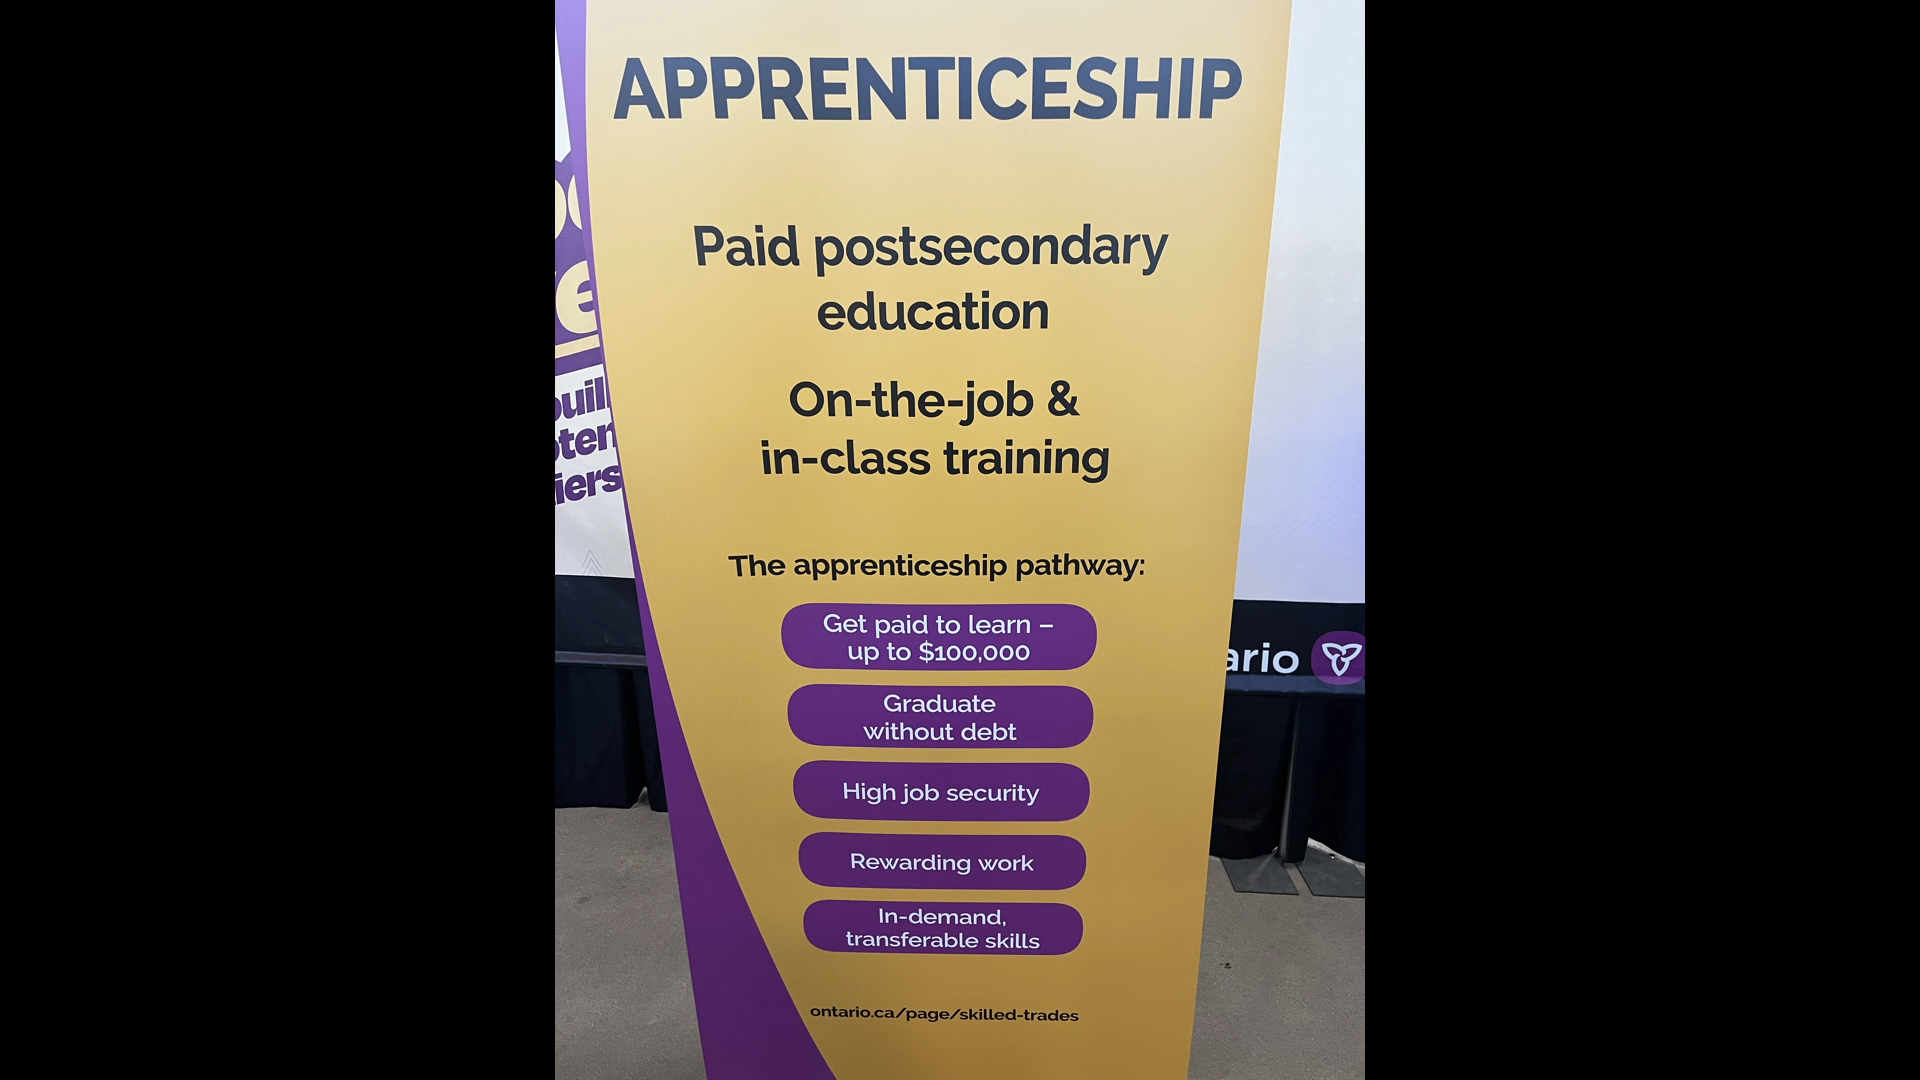 APPRENTICESHIP
Paid postsecondary
education
On-the-job &
in-class training
The apprenticeship pathway:
Get paid to learn –
up to $100,000
Graduate
without debt
High job security
Rewarding work
In-demand,
transferable skills
ontario.ca/page/skilled-trades
ario